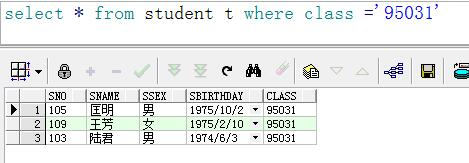 select * from student t where class ='95031'
SNO SNAME SSEX SBIRTHDAY CLASS
1 105 匡明 男 1975/10/2 95031
2 109 王芳 女 1975/2/10 95031
3 103 陆君 男 1974/6/3 95031